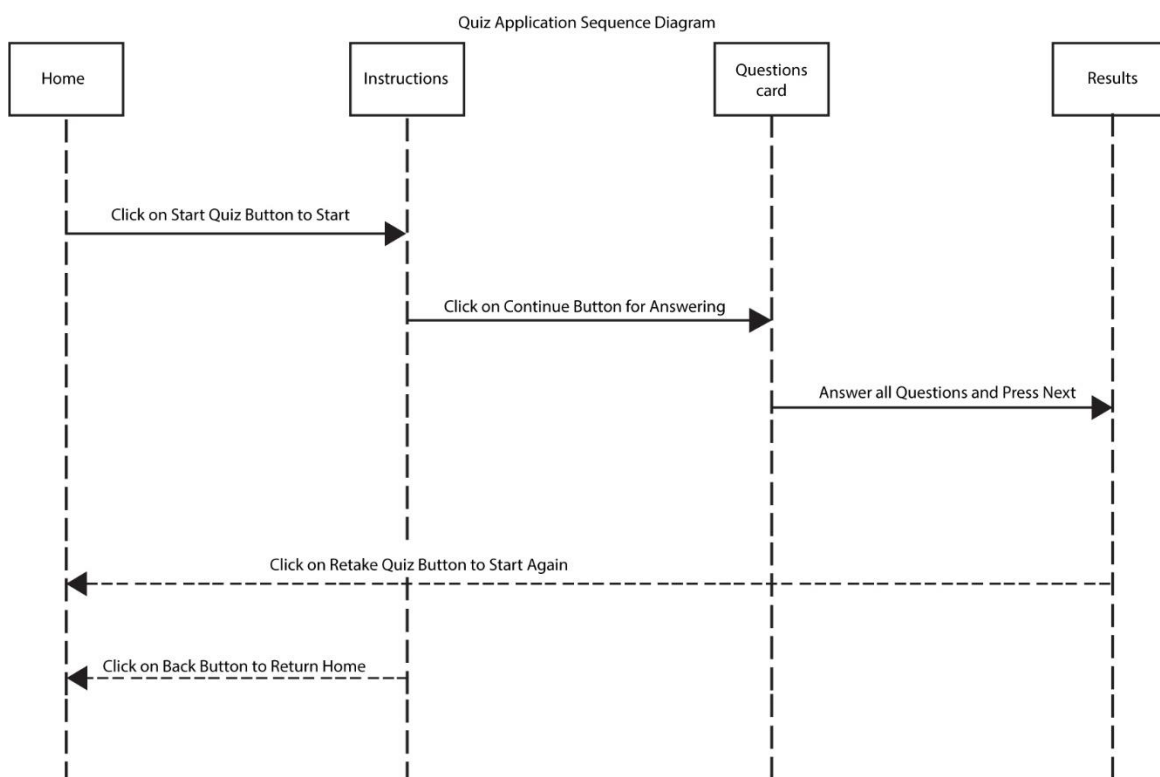 Quiz Application Sequence Diagram
Home
Instructions
Questions
card
Results
Click on Start Quiz Button to Start
Click on Continue Button for Answering
Answer all Questions and Press Next
Click on Retake Quiz Button to Start Again
Click on Back Button to Return Home